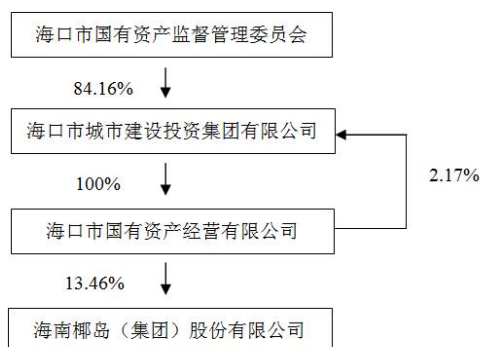 海口市国有资产监督管理委员会
84.16%
海口市城市建设投资集团有限公司
100%
2.17%
海口市国有资产经营有限公司
13.46%
海南椰岛（集团）股份有限公司